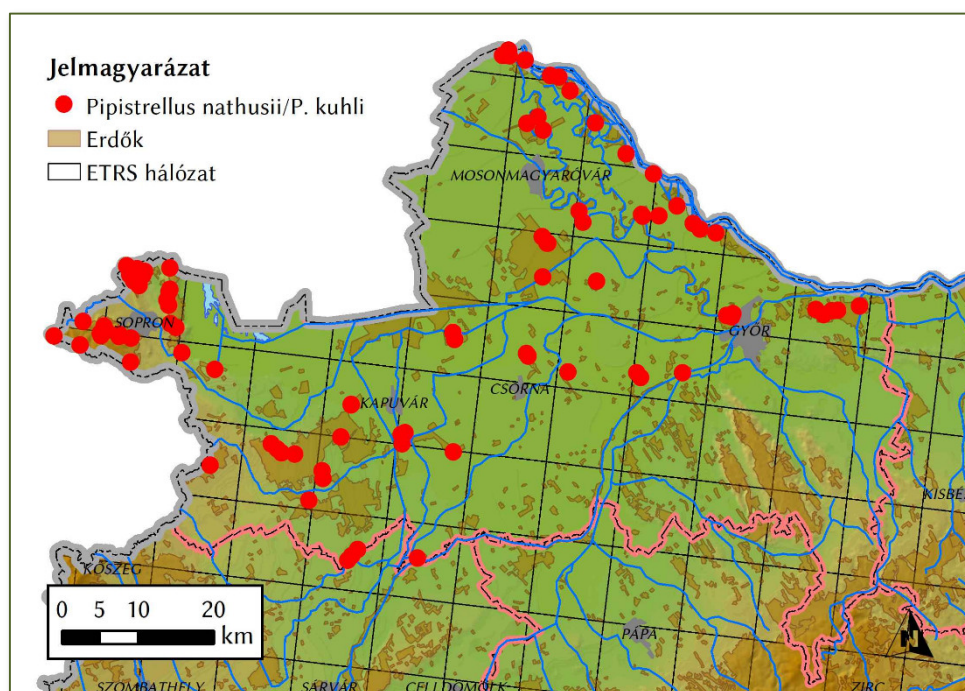 Jelmagyarázat
Pipistrellus nathusii/P. kuhli
Erdők
ETRS hálózat
MOSONMAGYARÓVÁR
SOPRON
GYŐR
CSORNA
KAPUVÁR
KISBE
KŐSZEG
0 5 10 20
km
PÁPA
N
SZOMBATHELY
SÁRVÁR
CELLDÖMÖLK
ZIRC